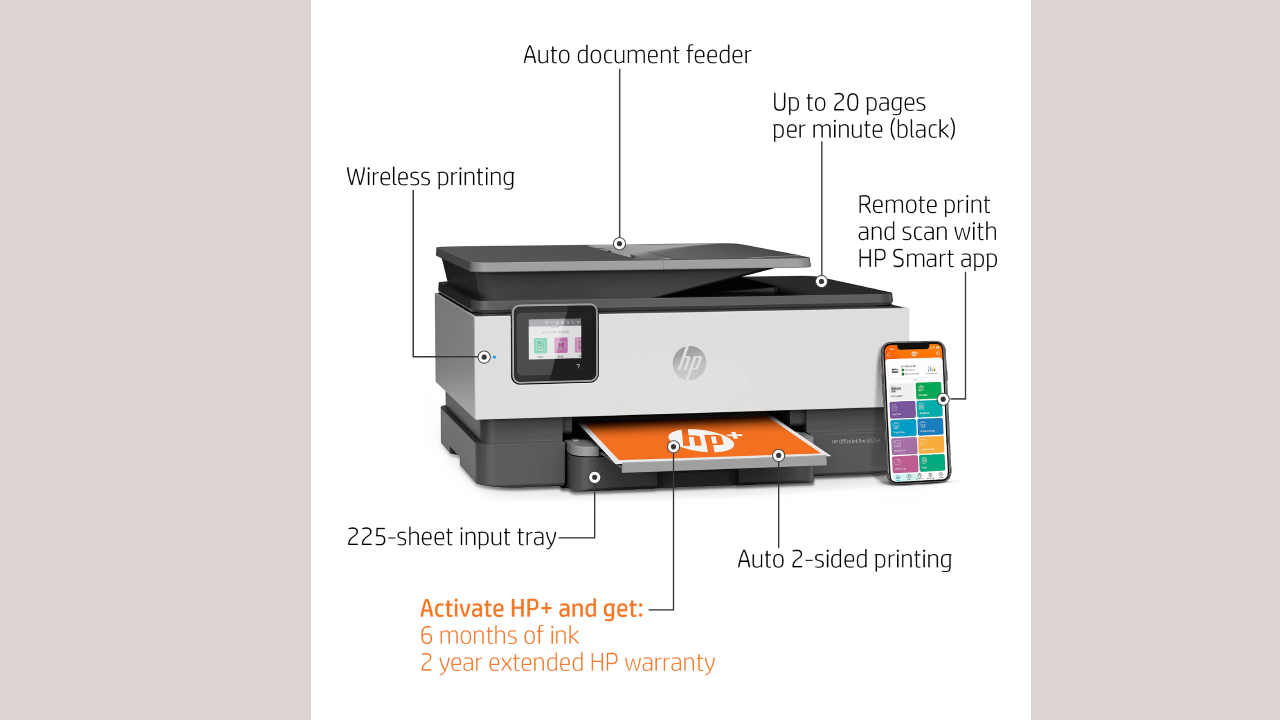 Auto document feeder
Up to 20 pages
per minute (black)
Wireless printing
Remote print
and scan with
HP Smart app
hp
?
hp+
225-sheet input tray
Auto 2-sided printing
Activate HP+ and get:
6 months of ink
2 year extended HP warranty